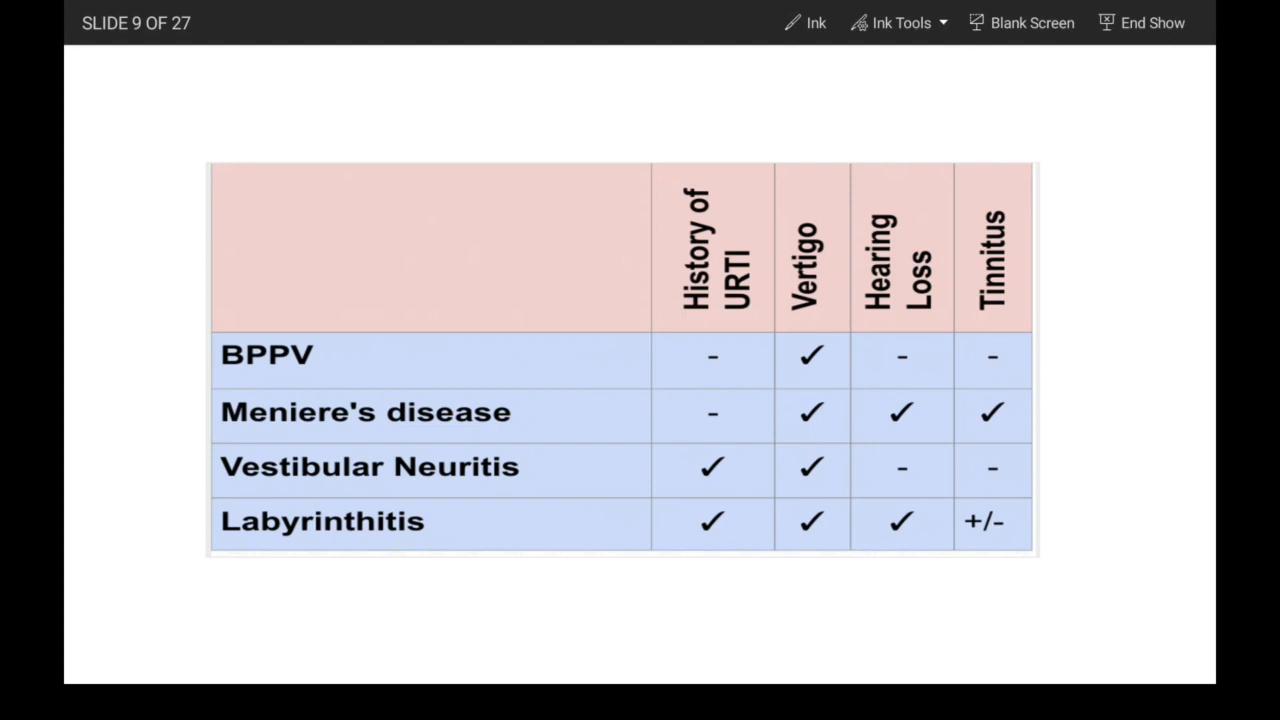 SLIDE 9 OF 27
Ink
Ink Tools
Blank Screen
End Show
History of
URTI
Vertigo
Hearing
Loss
Tinnitus
BPPV - ✓ - -
Meniere's disease - ✓ ✓ ✓
Vestibular Neuritis ✓ ✓ - -
Labyrinthitis ✓ ✓ ✓ +/-